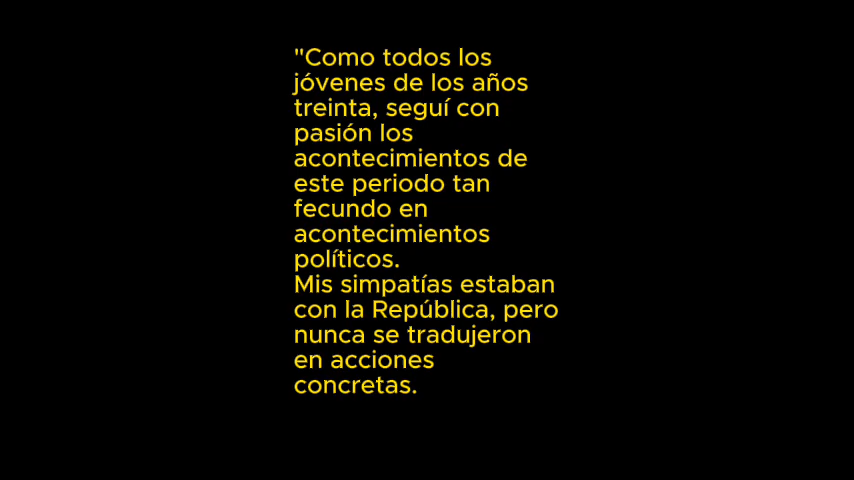 "Como todos los
jóvenes de los años
treinta, seguí con
pasión los
acontecimientos de
este periodo tan
fecundo en
acontecimientos
políticos.
Mis simpatías estaban
con la República, pero
nunca se tradujeron
en acciones
concretas.